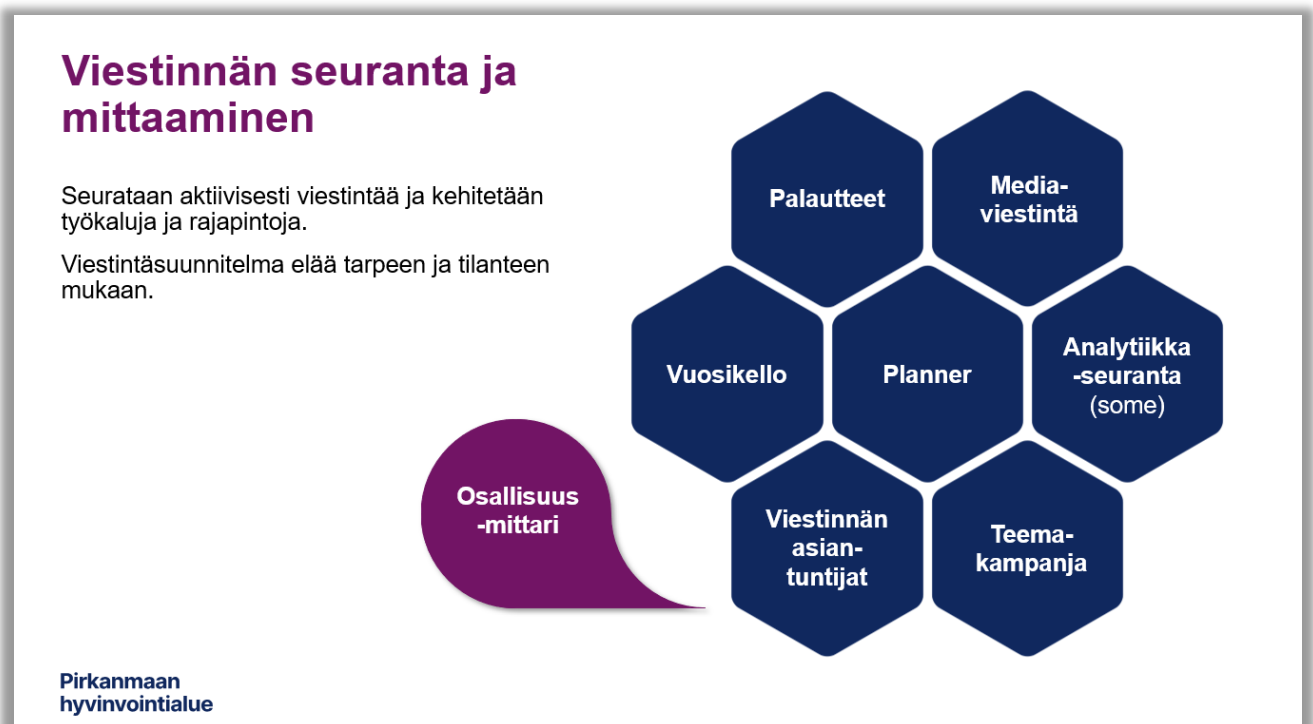 Viestinnän seuranta ja
mittaaminen
Seurataan aktiivisesti viestintää ja kehitetään
työkaluja ja rajapintoja.
Viestintäsuunnitelma elää tarpeen ja tilanteen
mukaan.
Palautteet
Media-
viestintä
Vuosikello
Planner
Analytiikka
-seuranta
(some)
Osallisuus
-mittari
Viestinnän
asian-
tuntijat
Teema-
kampanja
Pirkanmaan
hyvinvointialue